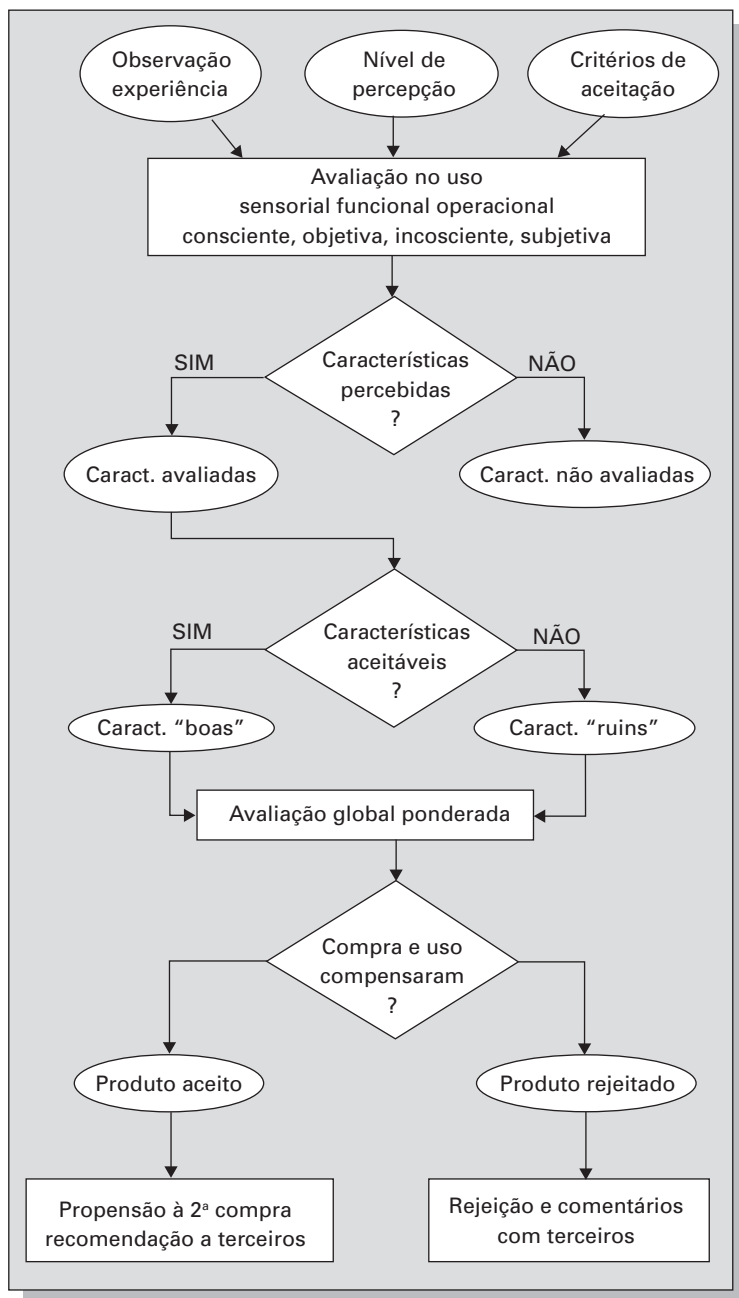 Observação
experiência
Nível de
percepção
Critérios de
aceitação
Avaliação no uso
sensorial funcional operacional
consciente, objetiva, incosciente, subjetiva
SIM
Características
percebidas
?
NÃO
Caract. avaliadas
Caract. não avaliadas
SIM
Características
aceitáveis
?
NÃO
Caract. “boas”
Caract. “ruins”
Avaliação global ponderada
Compra e uso
compensaram
?
Produto aceito
Produto rejeitado
Propensão à 2ª compra
recomendação a terceiros
Rejeição e comentários
com terceiros